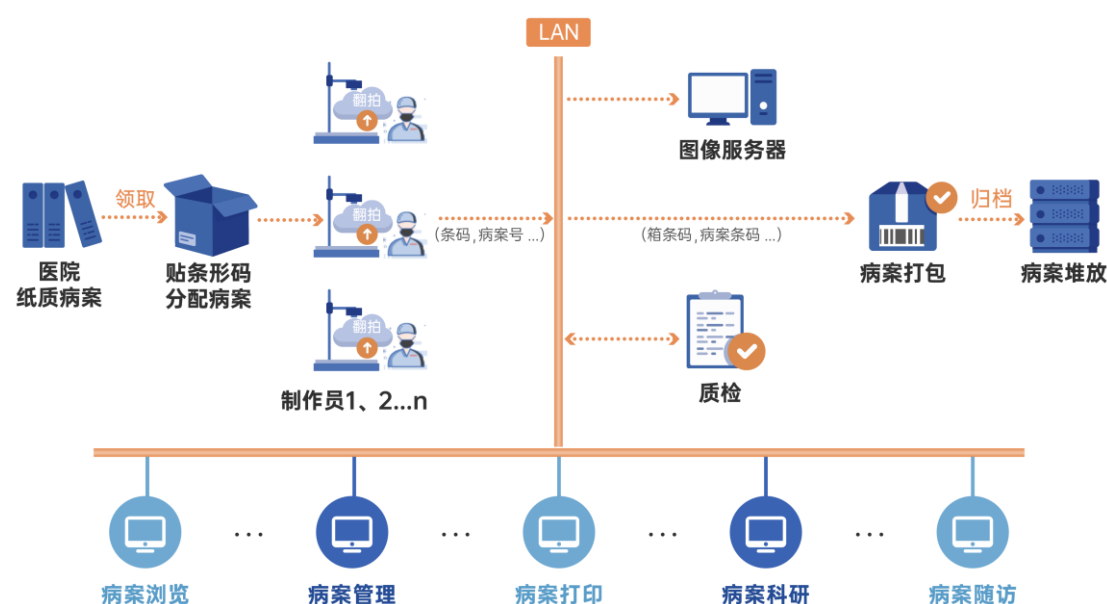 LAN
翻拍
图像服务器
领取
翻拍
(条码,病案号 ...)
(箱条码,病案条码 ...)
归档
医院
纸质病案
贴条形码
分配病案
病案打包
病案堆放
翻拍
质检
制作员1、2...n
病案浏览
...
病案管理
...
病案打印
...
病案科研
...
病案随访